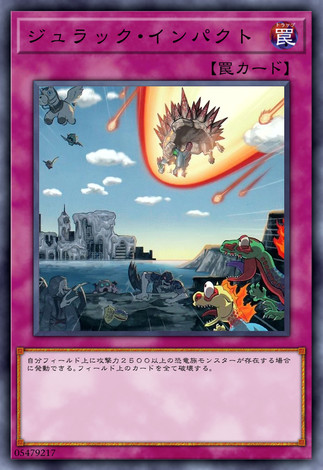 ジュラック・インパクト
トラップ
罠
【罠カード】
自分フィールド上に攻撃力２５００以上の恐竜族モンスターが存在する場合
に発動できる。フィールド上のカードを全て破壊する。
05479217